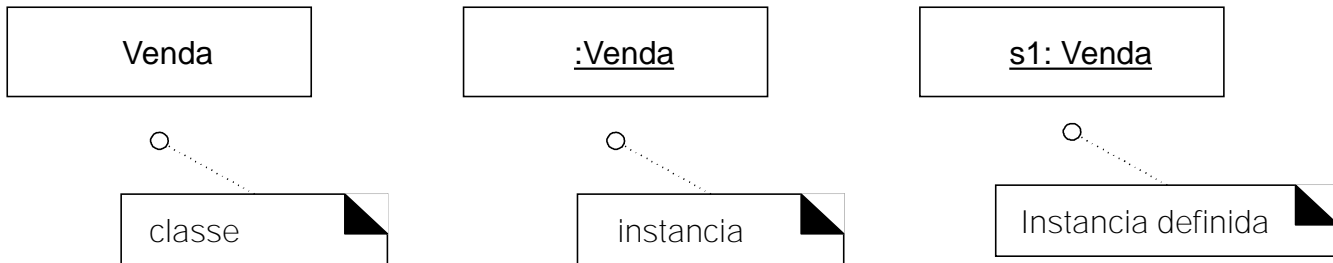 Venda
:Venda
s1: Venda
classe
instancia
Instancia definida